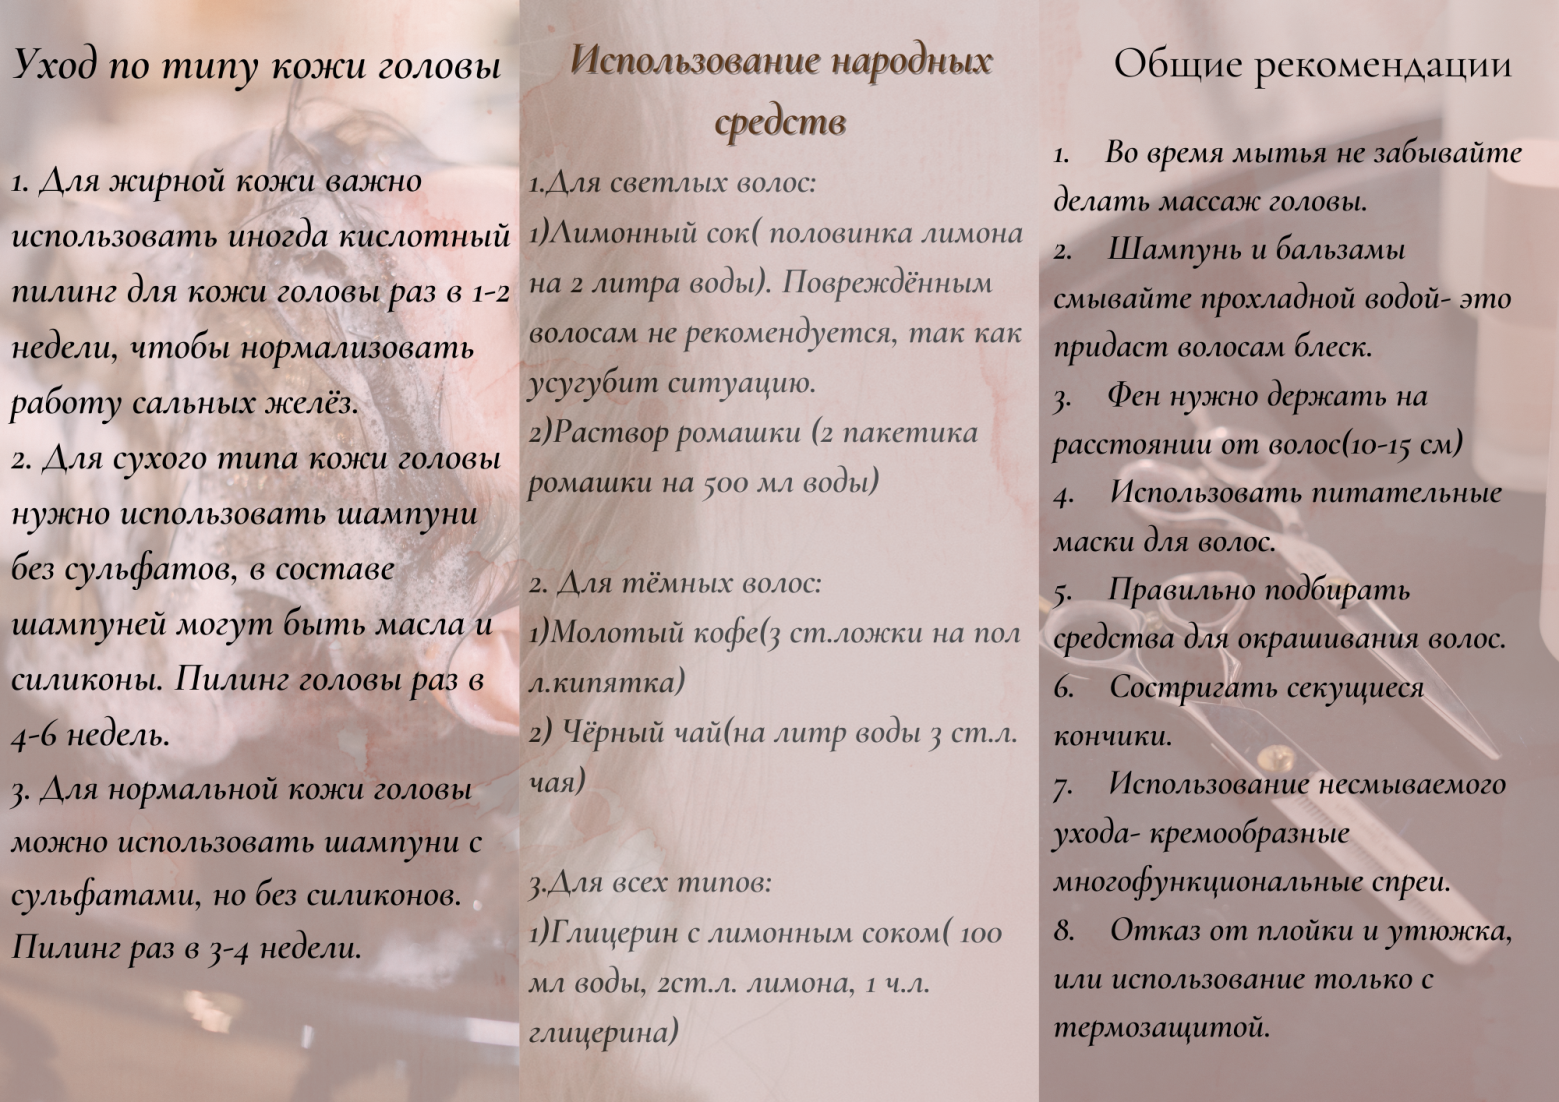 Уход по типу кожи головы
1. Для жирной кожи важно
использовать иногда кислотный
пилинг для кожи головы раз в 1-2
недели, чтобы нормализовать
работу сальных желёз.
2. Для сухого типа кожи головы
нужно использовать шампуни
без сульфатов, в составе
шампуней могут быть масла и
силиконы. Пилинг головы раз в
4-6 недель.
3. Для нормальной кожи головы
можно использовать шампуни с
сульфатами, но без силиконов.
Пилинг раз в 3-4 недели.
Использование народных
средств
1.Для светлых волос:
1)Лимонный сок( половинка лимона
на 2 литра воды). Повреждённым
волосам не рекомендуется, так как
усугубит ситуацию.
2)Раствор ромашки (2 пакетика
ромашки на 500 мл воды)
2. Для тёмных волос:
1)Молотый кофе(3 ст.ложки на пол
л.кипятка)
2) Чёрный чай(на литр воды 3 ст.л.
чая)
3.Для всех типов:
1)Глицерин с лимонным соком( 100
мл воды, 2ст.л. лимона, 1 ч.л.
глицерина)
Общие рекомендации
1. Во время мытья не забывайте
делать массаж головы.
2. Шампунь и бальзамы
смывайте прохладной водой- это
придаст волосам блеск.
3. Фен нужно держать на
расстоянии от волос(10-15 см)
4. Использовать питательные
маски для волос.
5. Правильно подбирать
средства для окрашивания волос.
6. Состригать секущиеся
кончики.
7. Использование несмываемого
ухода- кремообразные
многофункциональные спреи.
8. Отказ от плойки и утюжка,
или использование только с
термозащитой.